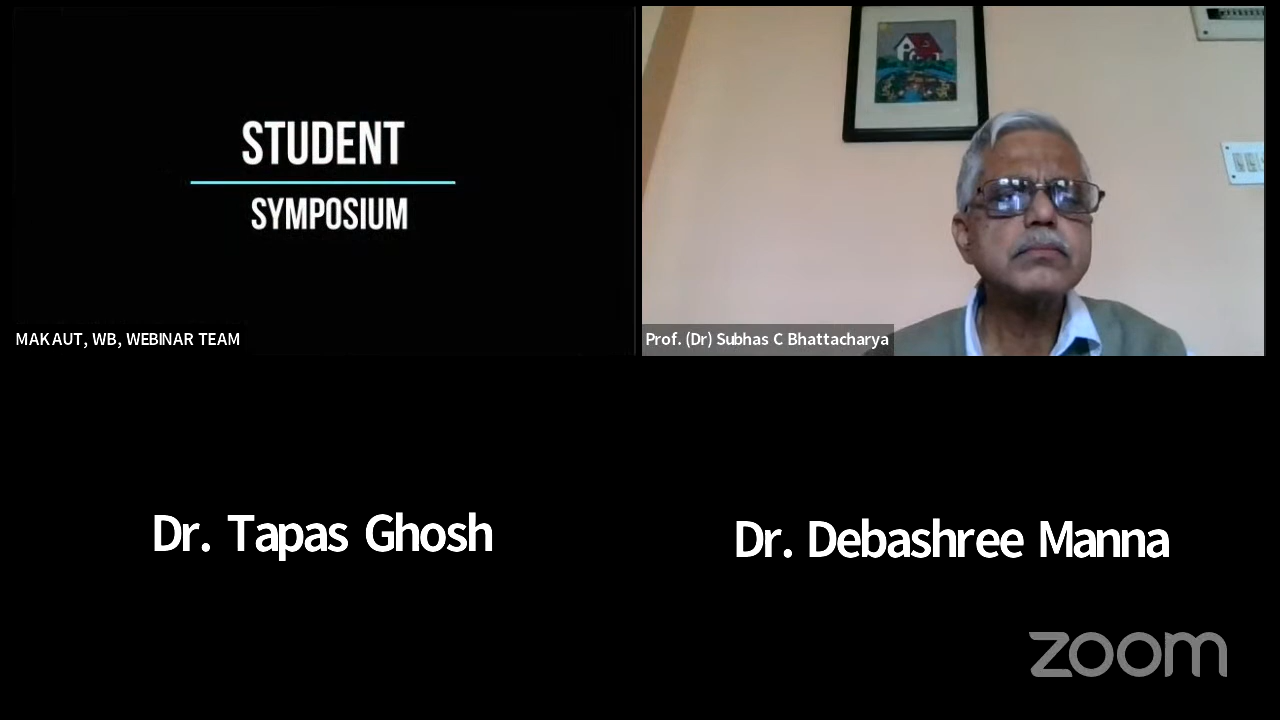 STUDENT
SYMPOSIUM
MAKAUT, WB, WEBINAR TEAM
Prof. (Dr) Subhas C Bhattacharya
Dr. Tapas Ghosh
Dr. Debashree Manna
zoom